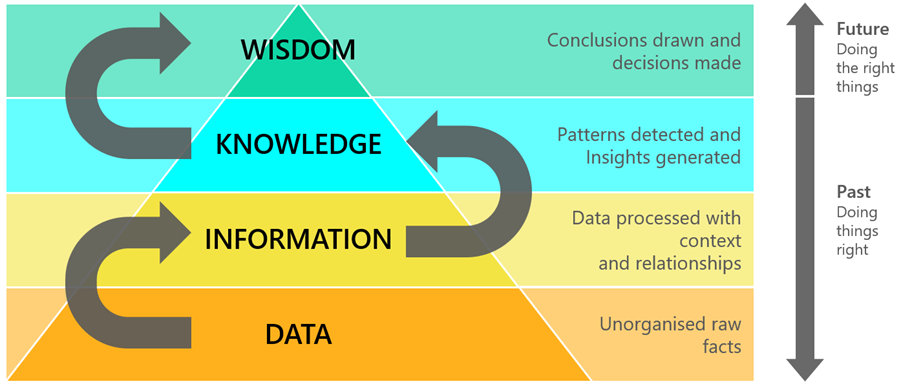 WISDOM
Conclusions drawn and
decisions made
KNOWLEDGE
Patterns detected and
Insights generated
INFORMATION
Data processed with
context
and relationships
DATA
Unorganised raw
facts
Future
Doing
the right
things
Past
Doing
things
right